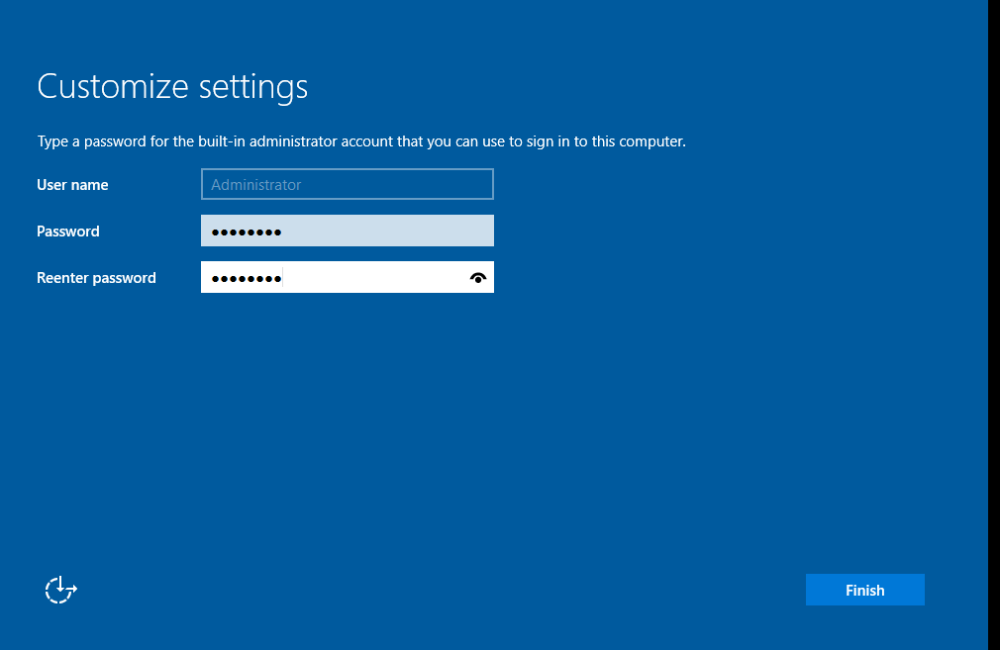 Customize settings
Type a password for the built-in administrator account that you can use to sign in to this computer.
User name Administrator
Password ●●●●●●●●
Reenter password ●●●●●●●●
Finish